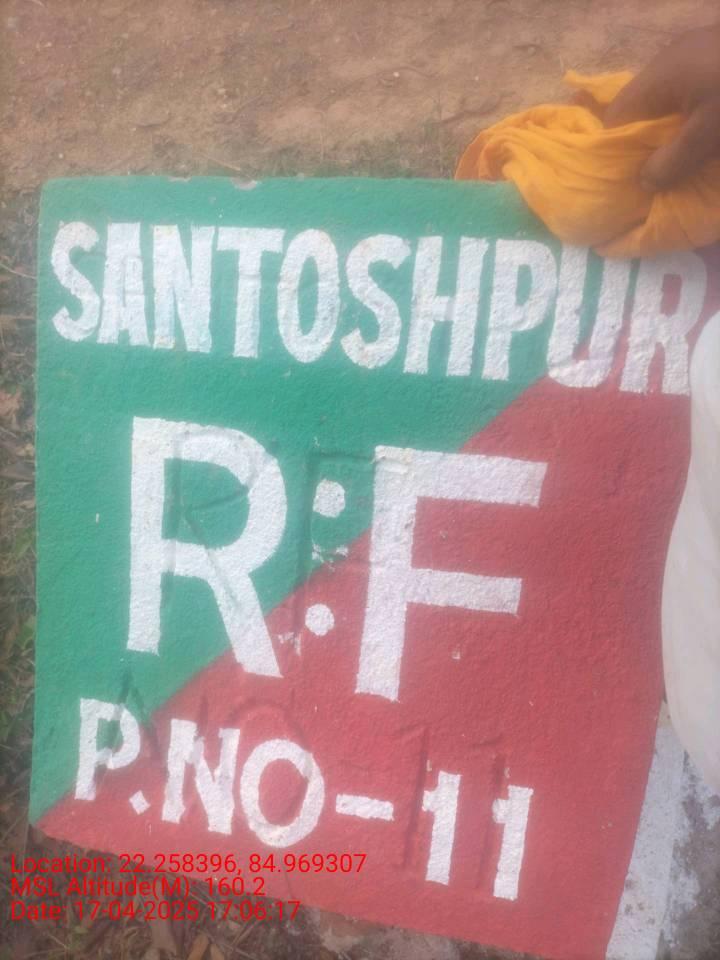 SANTOSHPUR
R:F
P.NO-11
Location: 22.258396, 84.969307
MSL Altitude(M): 160.2
Date: 17-04-2025 17:06:17